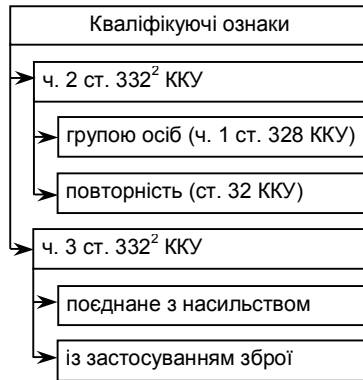 Кваліфікуючі ознаки
ч. 2 ст. 332² ККУ
групою осіб (ч. 1 ст. 328 ККУ)
повторність (ст. 32 ККУ)
ч. 3 ст. 332² ККУ
поєднане з насильством
із застосуванням зброї